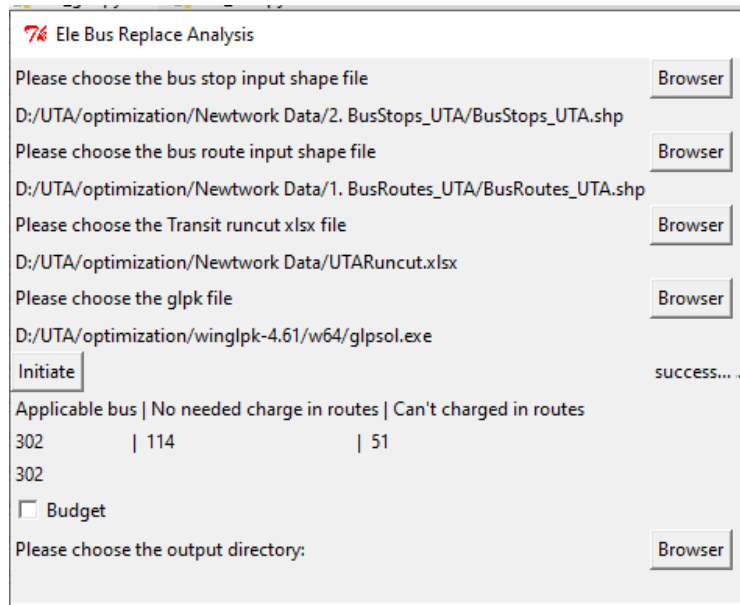 Ele Bus Replace Analysis
Please choose the bus stop input shape file Browser
D:/UTA/optimization/Newtwork Data/2. BusStops_UTA/BusStops_UTA.shp
Please choose the bus route input shape file Browser
D:/UTA/optimization/Newtwork Data/1. BusRoutes_UTA/BusRoutes_UTA.shp
Please choose the Transit runcut xlsx file Browser
D:/UTA/optimization/Newtwork Data/UTARuncut.xlsx
Please choose the glpk file Browser
D:/UTA/optimization/winglpk-4.61/w64/glpsol.exe
Initiate success... .
Applicable bus | No needed charge in routes | Can't charged in routes
302 | 114 | 51
302
Budget
Please choose the output directory: Browser